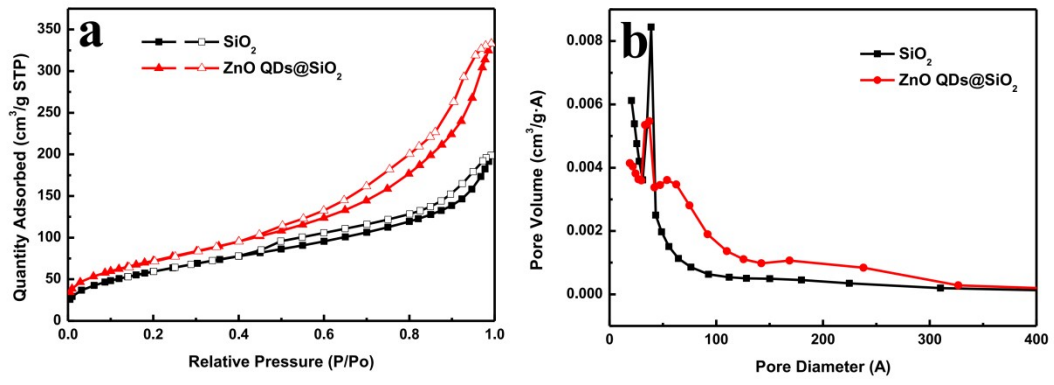 a
SiO₂
ZnO QDs@SiO₂
Quantity Adsorbed (cm³/g STP)
350
300
250
200
150
100
50
0
0.0 0.2 0.4 0.6 0.8 1.0
Relative Pressure (P/Po)
b
SiO₂
ZnO QDs@SiO₂
Pore Volume (cm³/g·A)
0.008
0.006
0.004
0.002
0.000
0 100 200 300 400
Pore Diameter (A)